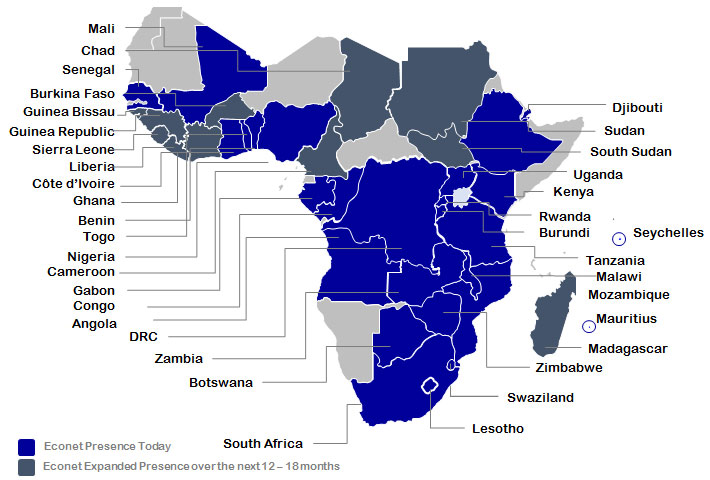 Mali
Chad
Senegal
Burkina Faso
Guinea Bissau
Guinea Republic
Sierra Leone
Liberia
Côte d'Ivoire
Ghana
Benin
Togo
Nigeria
Cameroon
Gabon
Congo
Angola
DRC
Zambia
Botswana
South Africa
Djibouti
Sudan
South Sudan
Uganda
Kenya
Rwanda
Burundi
Seychelles
Tanzania
Malawi
Mozambique
Mauritius
Madagascar
Zimbabwe
Swaziland
Lesotho
Econet Presence Today
Econet Expanded Presence over the next 12 – 18 months